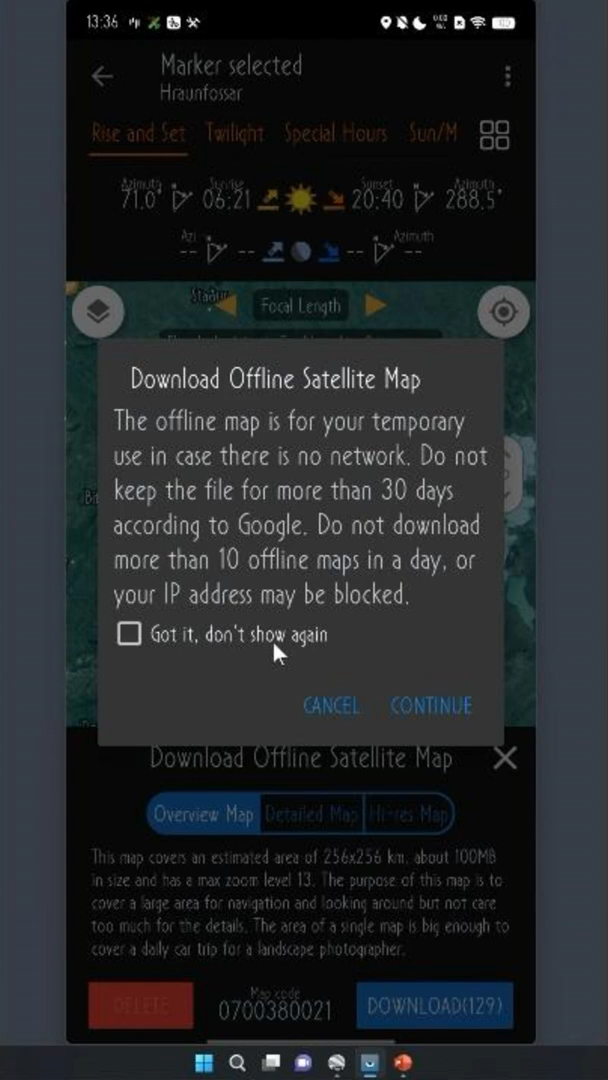 13:36
Marker selected
Hraunfossar
Rise and Set Twilight Special Hours Sun/M
Azimuth Sunrise Sunset Azimuth
71.0° 06:21 20:40 288.5°
Azi Azimuth
-- -- -- --
Focal Length
Download Offline Satellite Map
The offline map is for your temporary
use in case there is no network. Do not
keep the file for more than 30 days
according to Google. Do not download
more than 10 offline maps in a day, or
your IP address may be blocked.
Got it, don't show again
CANCEL CONTINUE
Download Offline Satellite Map
Overview Map Detailed Map Hi-res Map
This map covers an estimated area of 256x256 km, about 100MB
in size and has a max zoom level 13. The purpose of this map is to
cover a large area for navigation and looking around but not care
too much for the details. The area of a single map is big enough to
cover a daily car trip for a landscape photographer.
DELETE Map code DOWNLOAD(129)
0700380021